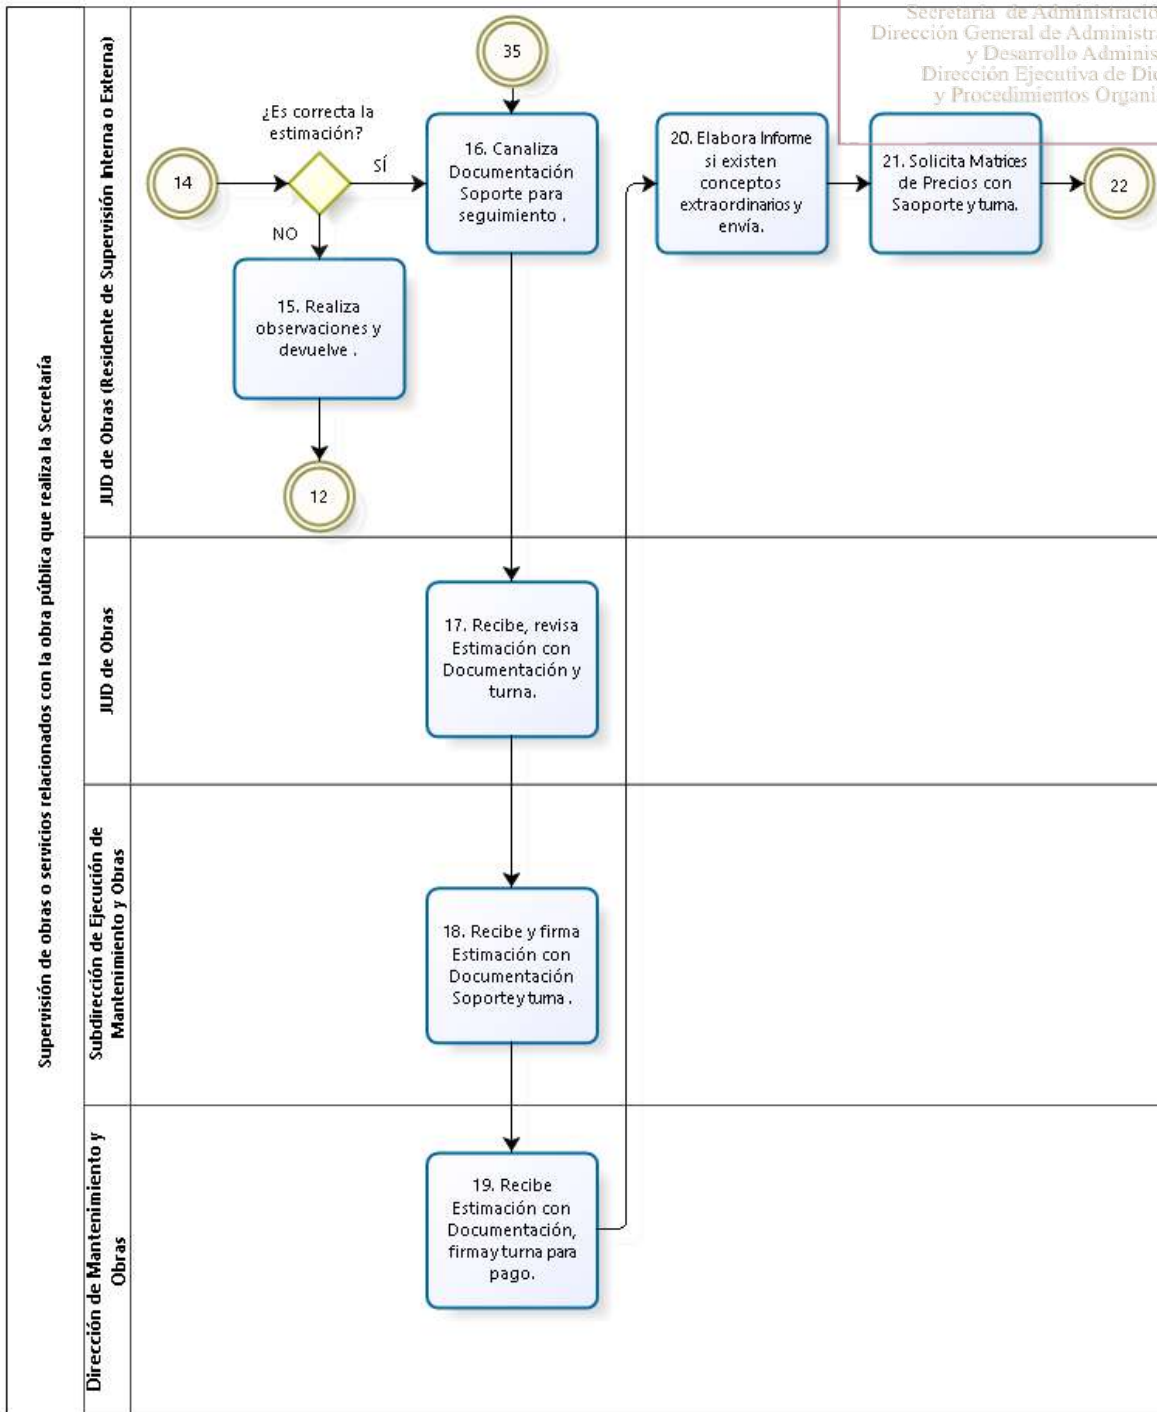 Secretaría de Administració
Dirección General de Administra
y Desarrollo Adminis
Dirección Ejecutiva de Dic
y Procedimientos Organi
Supervisión de obras o servicios relacionados con la obra pública que realiza la Secretaría
JUD de Obras (Residente de Supervisión Interna o Externa)
35
¿Es correcta la
estimación?
14
SÍ
NO
16. Canaliza
Documentación
Soporte para
seguimiento .
20. Elabora Informe
si existen
conceptos
extraordinarios y
envía.
21. Solicita Matrices
de Precios con
Saoporte y turna.
22
15. Realiza
observaciones y
devuelve .
12
JUD de Obras
17. Recibe, revisa
Estimación con
Documentación y
turna.
Subdirección de Ejecución de
Mantenimiento y Obras
18. Recibe y firma
Estimación con
Documentación
Soporte y turna .
Dirección de Mantenimiento y
Obras
19. Recibe
Estimación con
Documentación,
firma y turna para
pago.